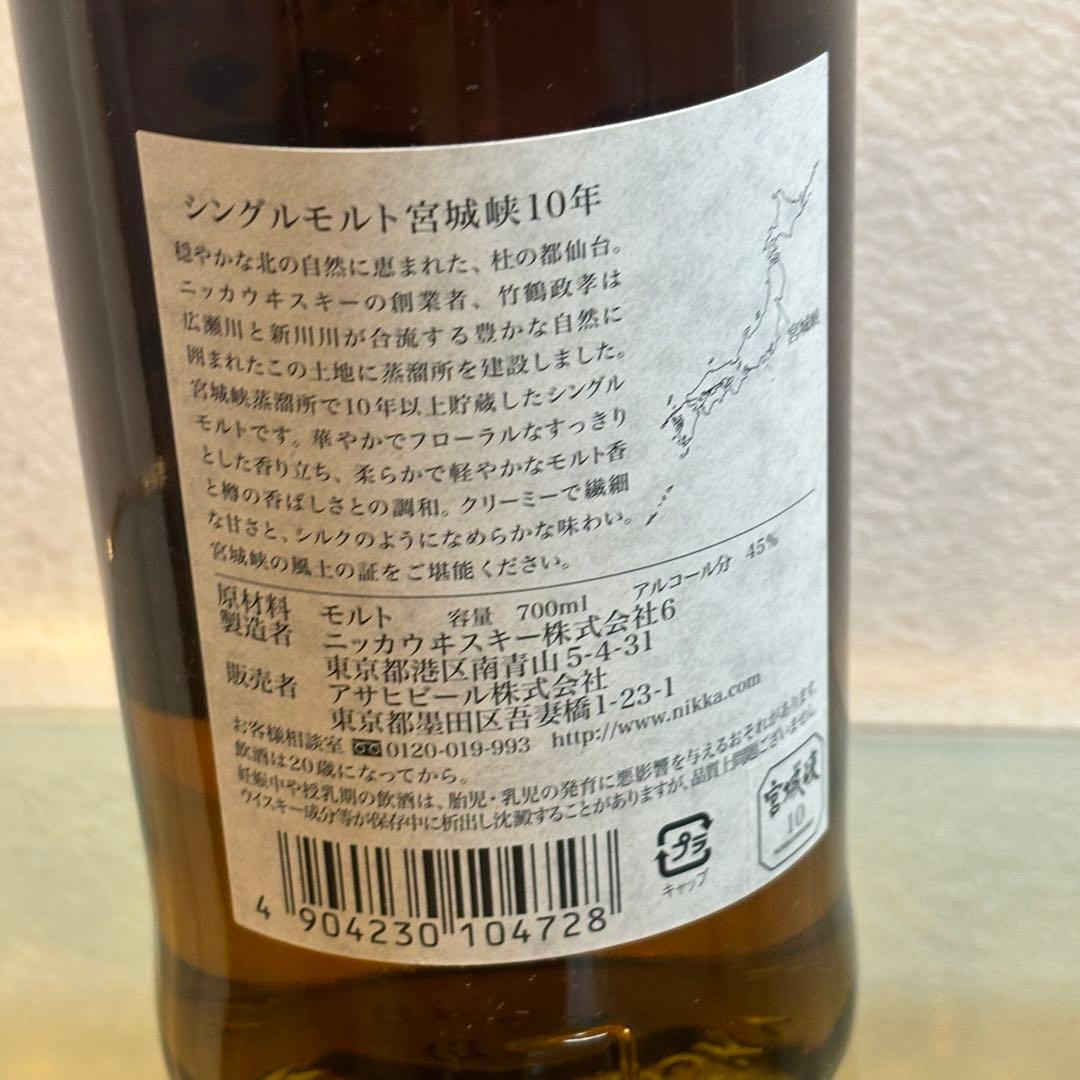 シングルモルト宮城峡10年
穏やかな北の自然に恵まれた、杜の都仙台。
ニッカウヰスキーの創業者、竹鶴政孝は
広瀬川と新川川が合流する豊かな自然に
囲まれたこの土地に蒸溜所を建設しました。
宮城峡蒸溜所で10年以上貯蔵したシングル
モルトです。華やかでフローラルなすっきり
とした香り立ち、柔らかで軽やかなモルト香
と樽の香ばしさとの調和。クリーミーで繊細
な甘さと、シルクのようになめらかな味わい。
宮城峡の風土の証をご堪能ください。
宮城峡
原材料 モルト 容量 700ml アルコール分 45%
製造者 ニッカウヰスキー株式会社6
東京都港区南青山5-4-31
販売者 アサヒビール株式会社
東京都墨田区吾妻橋1-23-1
お客様相談室 0120-019-993 http://www.nikka.com
飲酒は20歳になってから。
妊娠中や授乳期の飲酒は、胎児・乳児の発育に悪影響を与えるおそれがあります。
ウイスキー成分等が保存中に析出し沈澱することがありますが、品質上問題ございません。
4 904230 104728
プラ
キャップ
宮城峡
10